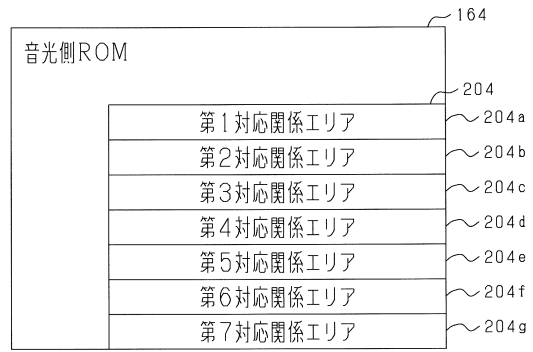 164
音光側ROM
204
第1対応関係エリア 204a
第2対応関係エリア 204b
第3対応関係エリア 204c
第4対応関係エリア 204d
第5対応関係エリア 204e
第6対応関係エリア 204f
第7対応関係エリア 204g